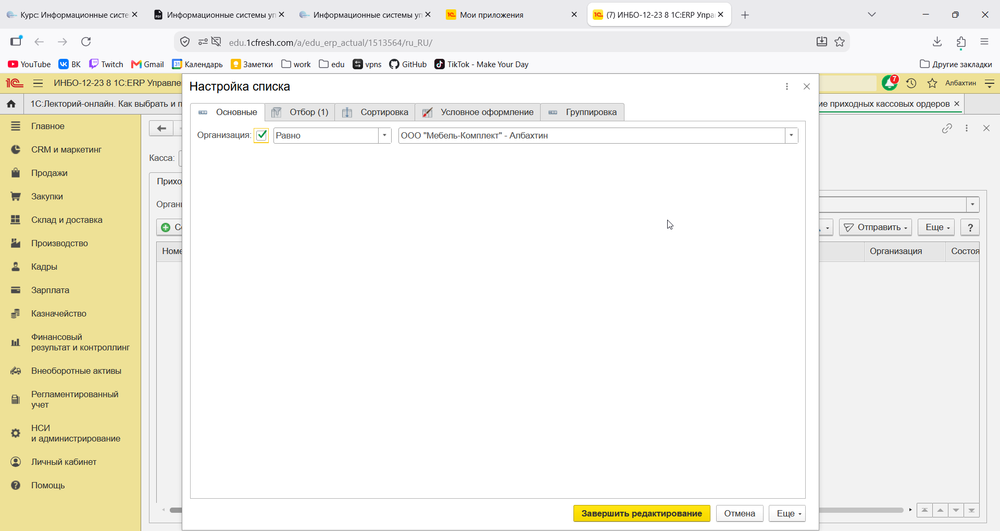 Курс: Информационные систе
Информационные системы уп
Информационные системы уп
Мои приложения
(7) ИНБО-12-23 8 1C:ERP Упра
edu.1cfresh.com/a/edu_erp_actual/1513564/ru_RU/
YouTube
ВК
Twitch
Gmail
31 Календарь
Заметки
work
edu
vpns
GitHub
TikTok - Make Your Day
Другие закладки
ИНБО-12-23 8 1C:ERP Управле
7
Албахтин
1С:Лекторий-онлайн. Как выбрать и п
ие приходных кассовых ордеров
Главное
CRM и маркетинг
Продажи
Закупки
Склад и доставка
Производство
Кадры
Зарплата
Казначейство
Финансовый
результат и контроллинг
Внеоборотные активы
Регламентированный
учет
НСИ
и администрирование
Личный кабинет
Помощь
Касса:
Прихо
Органи
Со
Номе
Настройка списка
Основные
Отбор (1)
Сортировка
Условное оформление
Группировка
Организация:
Равно
ООО "Мебель-Комплект" - Албахтин
Завершить редактирование
Отмена
Еще
Отправить
Еще
?
Организация
Состоя